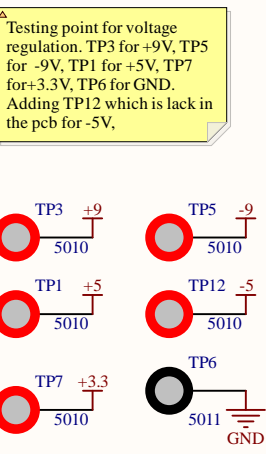 Testing point for voltage
regulation. TP3 for +9V, TP5
for -9V, TP1 for +5V, TP7
for+3.3V, TP6 for GND.
Adding TP12 which is lack in
the pcb for -5V,
TP3 +9
5010
TP5 -9
5010
TP1 +5
5010
TP12 -5
5010
TP7 +3.3
5010
TP6
5011
GND